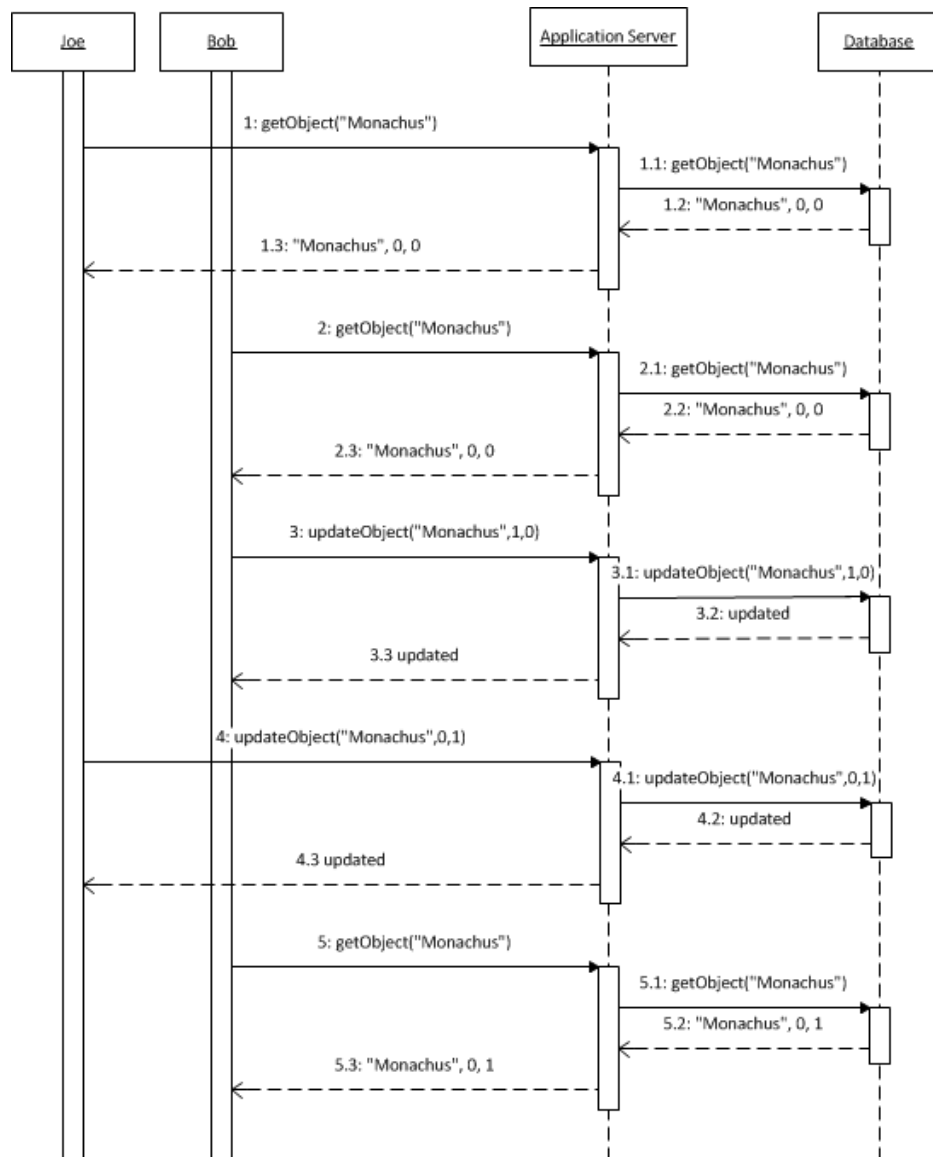 Joe
Bob
Application Server
Database
1: getObject("Monachus")
1.1: getObject("Monachus")
1.2: "Monachus", 0, 0
1.3: "Monachus", 0, 0
2: getObject("Monachus")
2.1: getObject("Monachus")
2.2: "Monachus", 0, 0
2.3: "Monachus", 0, 0
3: updateObject("Monachus",1,0)
3.1: updateObject("Monachus",1,0)
3.2: updated
3.3 updated
4: updateObject("Monachus",0,1)
4.1: updateObject("Monachus",0,1)
4.2: updated
4.3 updated
5: getObject("Monachus")
5.1: getObject("Monachus")
5.2: "Monachus", 0, 1
5.3: "Monachus", 0, 1